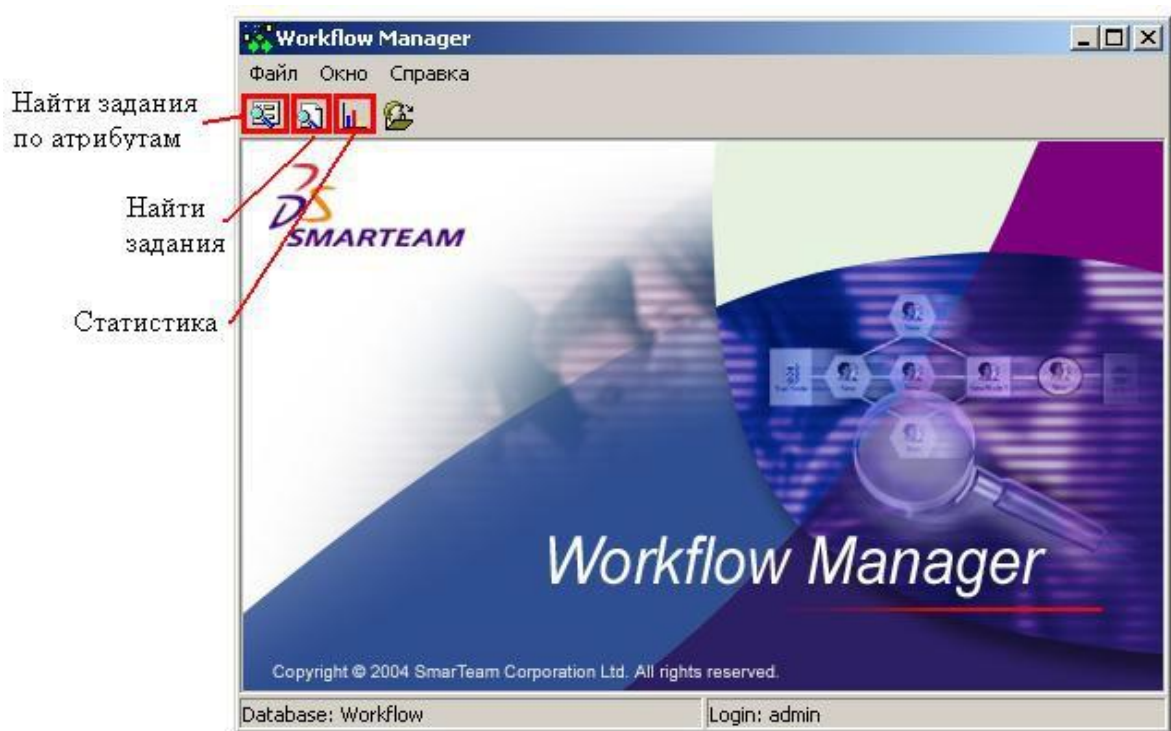 Workflow Manager
Файл Окно Справка
Найти задания
по атрибутам
Найти
задания
Статистика
DS
SMARTEAM
Workflow Manager
Copyright © 2004 SmarTeam Corporation Ltd. All rights reserved.
Database: Workflow
Login: admin